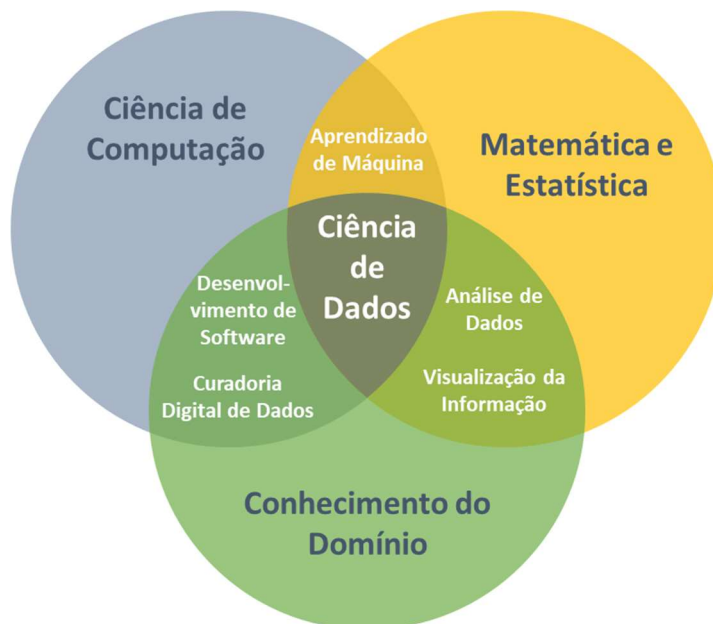 Ciência de
Computação
Aprendizado
de Máquina
Matemática e
Estatística
Ciência
de
Dados
Desenvol-
vimento de
Software
Curadoria
Digital de Dados
Análise de
Dados
Visualização da
Informação
Conhecimento do
Domínio